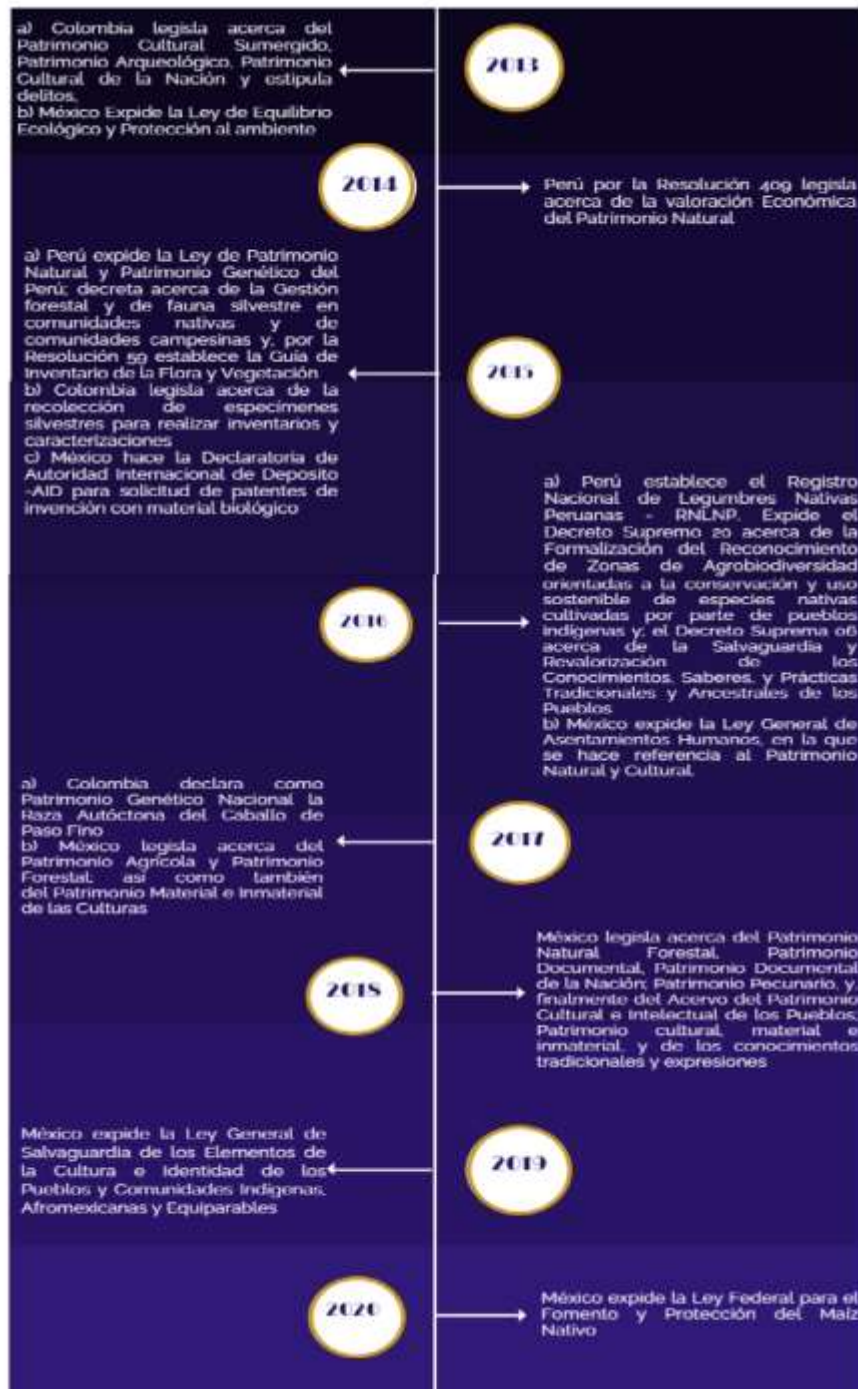 a) Colombia legisla acerca del
Patrimonio Cultural Sumergido,
Patrimonio Arqueológico, Patrimonio
Cultural de la Nación y estipula
delitos.
b) México Expide la Ley de Equilibrio
Ecológico y Protección al ambiente
2013
2014
Perú por la Resolución 409 legisla
acerca de la valoración Económica
del Patrimonio Natural
a) Perú expide la Ley de Patrimonio
Natural y Patrimonio Genético del
Perú; decreta acerca de la Gestión
forestal y de fauna silvestre en
comunidades nativas y de
comunidades campesinas y, por la
Resolución 59 establece la Guía de
Inventario de la Flora y Vegetación
b) Colombia legisla acerca de la
recolección de especímenes
silvestres para realizar inventarios y
caracterizaciones
c) México hace la Declaratoria de
Autoridad Internacional de Deposito
-AID para solicitud de patentes de
invención con material biológico
2015
a) Perú establece el Registro
Nacional de Legumbres Nativas
Peruanas - RNLNP. Expide el
Decreto Supremo 20 acerca de la
Formalización del Reconocimiento
de Zonas de Agrobiodiversidad
orientadas a la conservación y uso
sostenible de especies nativas
cultivadas por parte de pueblos
indígenas y; el Decreto Suprema 06
acerca de la Salvaguardia y
Revalorización de los
Conocimientos, Saberes, y Prácticas
Tradicionales y Ancestrales de los
Pueblos
b) México expide la Ley General de
Asentamientos Humanos, en la que
se hace referencia al Patrimonio
Natural y Cultural.
2016
a) Colombia declara como
Patrimonio Genético Nacional la
Raza Autóctona del Caballo de
Paso Fino
b) México legisla acerca del
Patrimonio Agrícola y Patrimonio
Forestal; así como también
del Patrimonio Material e Inmaterial
de las Culturas
2017
México legisla acerca del Patrimonio
Natural Forestal, Patrimonio
Documental, Patrimonio Documental
de la Nación; Patrimonio Pecunario, y,
finalmente del Acervo del Patrimonio
Cultural e Intelectual de los Pueblos;
Patrimonio cultural, material e
inmaterial, y de los conocimientos
tradicionales y expresiones
2018
México expide la Ley General de
Salvaguardia de los Elementos de
la Cultura e Identidad de los
Pueblos y Comunidades Indígenas,
Afromexicanas y Equiparables
2019
2020
México expide la Ley Federal para el
Fomento y Protección del Maíz
Nativo